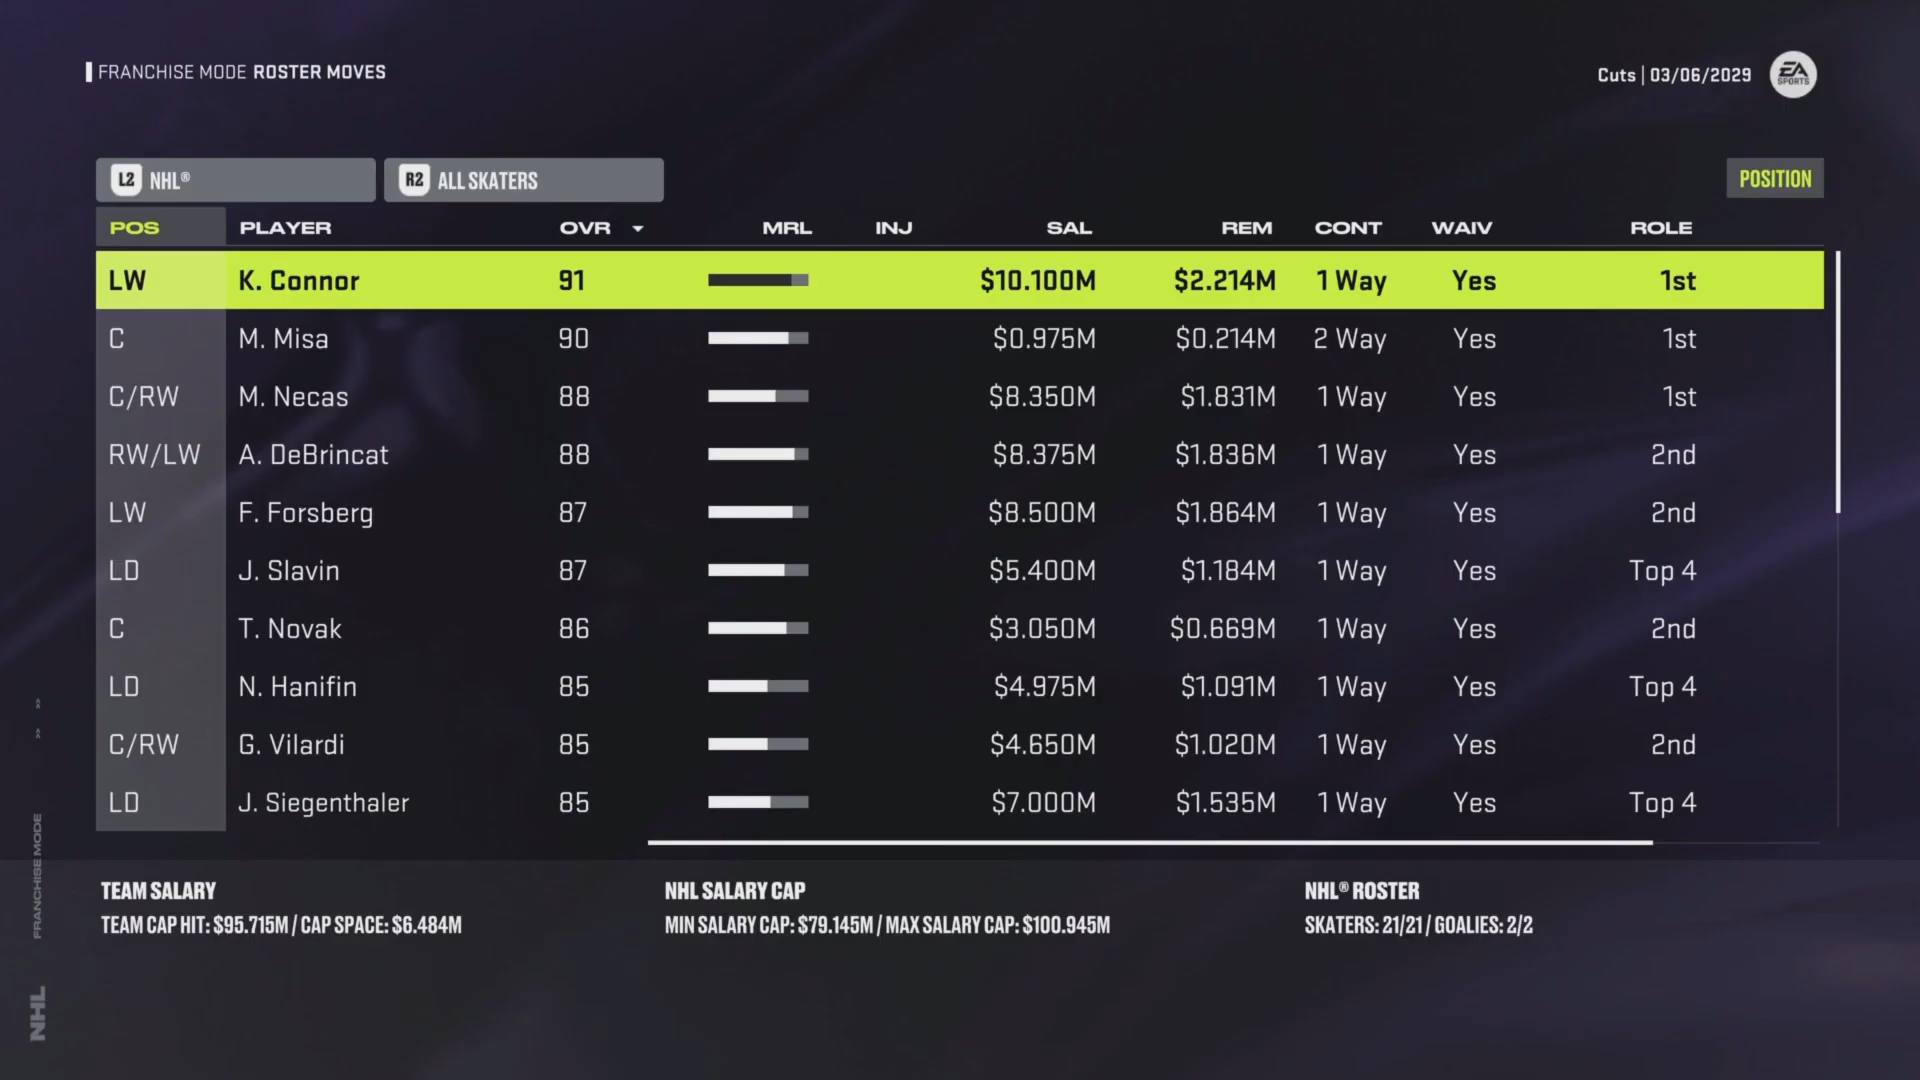 FRANCHISE MODE ROSTER MOVES
Cuts | 03/06/2029
EA SPORTS
L2 NHL®
R2 ALL SKATERS
POSITION
POS PLAYER OVR MRL INJ SAL REM CONT WAIV ROLE
LW K. Connor 91 $10.100M $2.214M 1 Way Yes 1st
C M. Misa 90 $0.975M $0.214M 2 Way Yes 1st
C/RW M. Necas 88 $8.350M $1.831M 1 Way Yes 1st
RW/LW A. DeBrincat 88 $8.375M $1.836M 1 Way Yes 2nd
LW F. Forsberg 87 $8.500M $1.864M 1 Way Yes 2nd
LD J. Slavin 87 $5.400M $1.184M 1 Way Yes Top 4
C T. Novak 86 $3.050M $0.669M 1 Way Yes 2nd
LD N. Hanifin 85 $4.975M $1.091M 1 Way Yes Top 4
C/RW G. Vilardi 85 $4.650M $1.020M 1 Way Yes 2nd
LD J. Siegenthaler 85 $7.000M $1.535M 1 Way Yes Top 4
TEAM SALARY
TEAM CAP HIT: $95.715M / CAP SPACE: $6.484M
NHL SALARY CAP
MIN SALARY CAP: $79.145M / MAX SALARY CAP: $100.945M
NHL® ROSTER
SKATERS: 21/21 / GOALIES: 2/2
FRANCHISE MODE
NHL